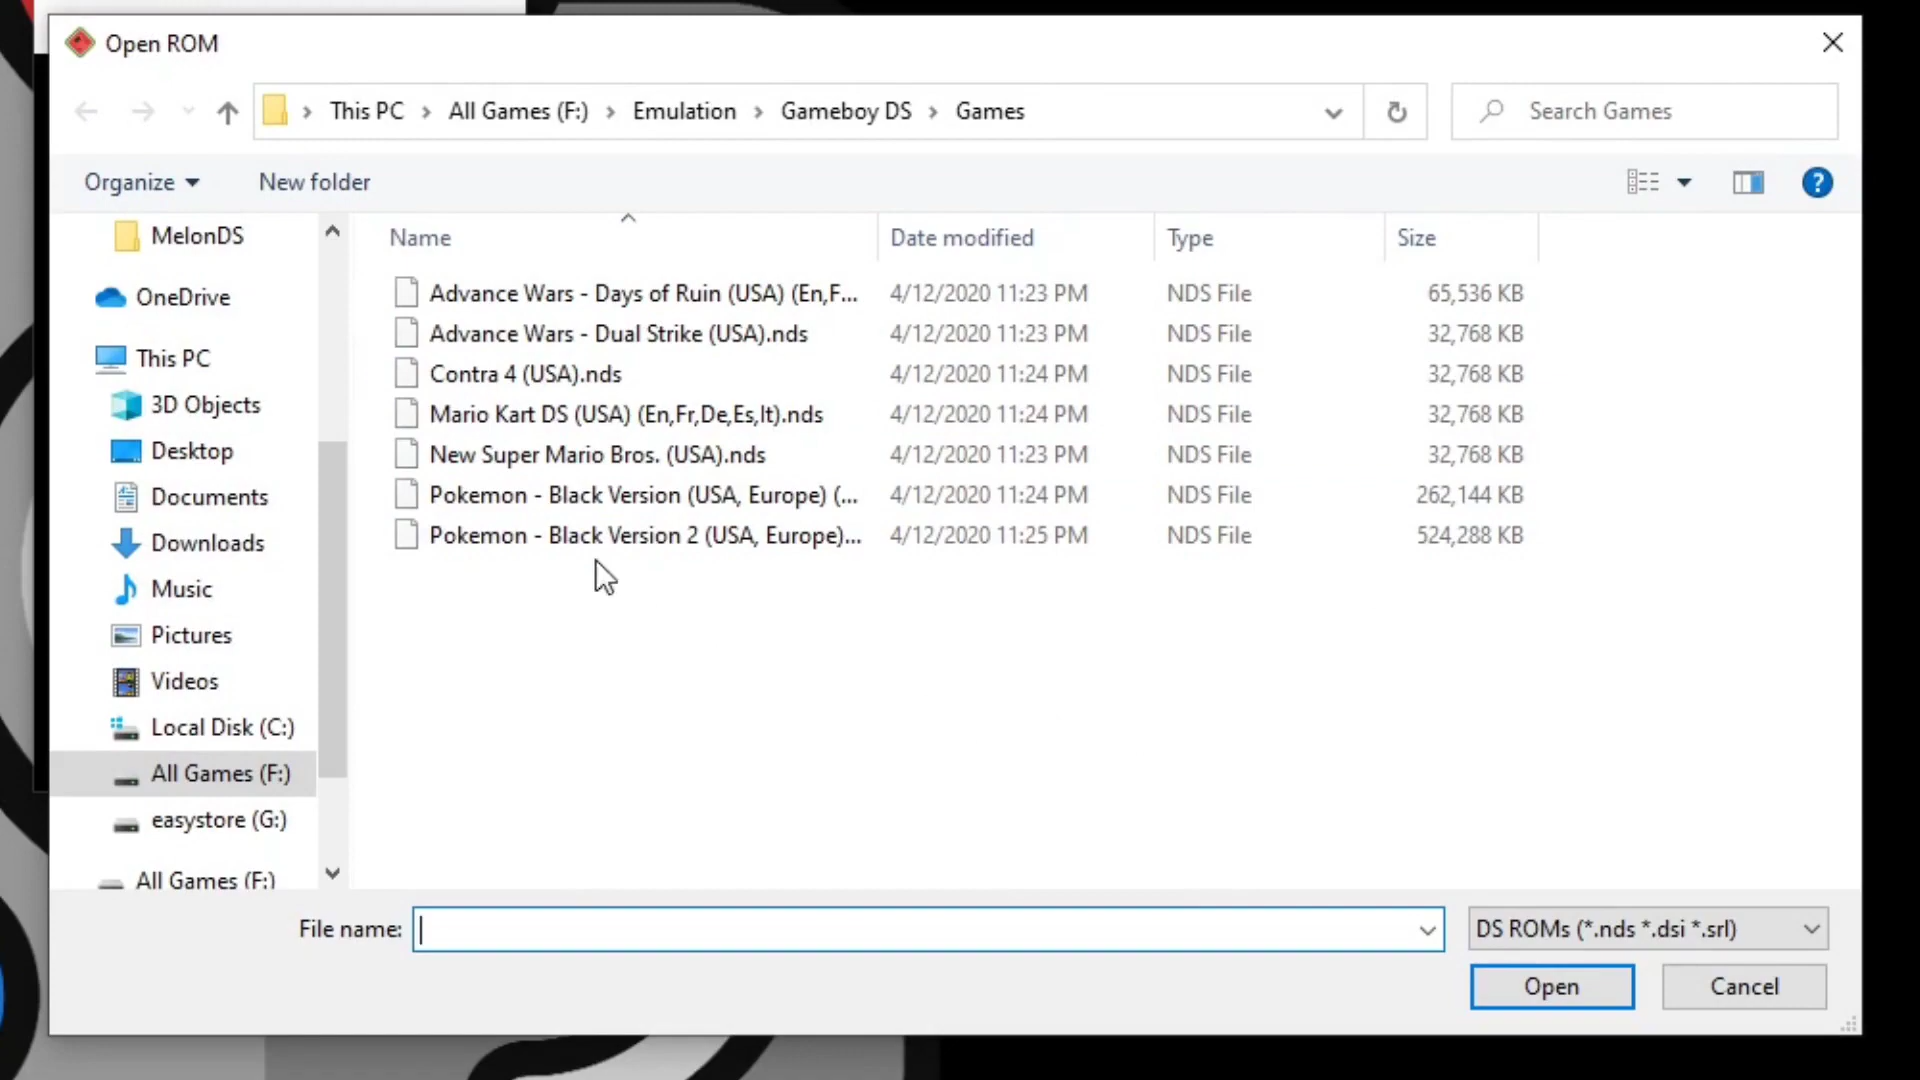 Open ROM
This PC > All Games (F:) > Emulation > Gameboy DS > Games
Search Games
Organize
New folder
?
MelonDS
OneDrive
This PC
3D Objects
Desktop
Documents
Downloads
Music
Pictures
Videos
Local Disk (C:)
All Games (F:)
easystore (G:)
All Games (F:)
Name Date modified Type Size
Advance Wars - Days of Ruin (USA) (En,F... 4/12/2020 11:23 PM NDS File 65,536 KB
Advance Wars - Dual Strike (USA).nds 4/12/2020 11:23 PM NDS File 32,768 KB
Contra 4 (USA).nds 4/12/2020 11:24 PM NDS File 32,768 KB
Mario Kart DS (USA) (En,Fr,De,Es,It).nds 4/12/2020 11:24 PM NDS File 32,768 KB
New Super Mario Bros. (USA).nds 4/12/2020 11:23 PM NDS File 32,768 KB
Pokemon - Black Version (USA, Europe) (... 4/12/2020 11:24 PM NDS File 262,144 KB
Pokemon - Black Version 2 (USA, Europe)... 4/12/2020 11:25 PM NDS File 524,288 KB
File name:
DS ROMs (*.nds *.dsi *.srl)
Open
Cancel